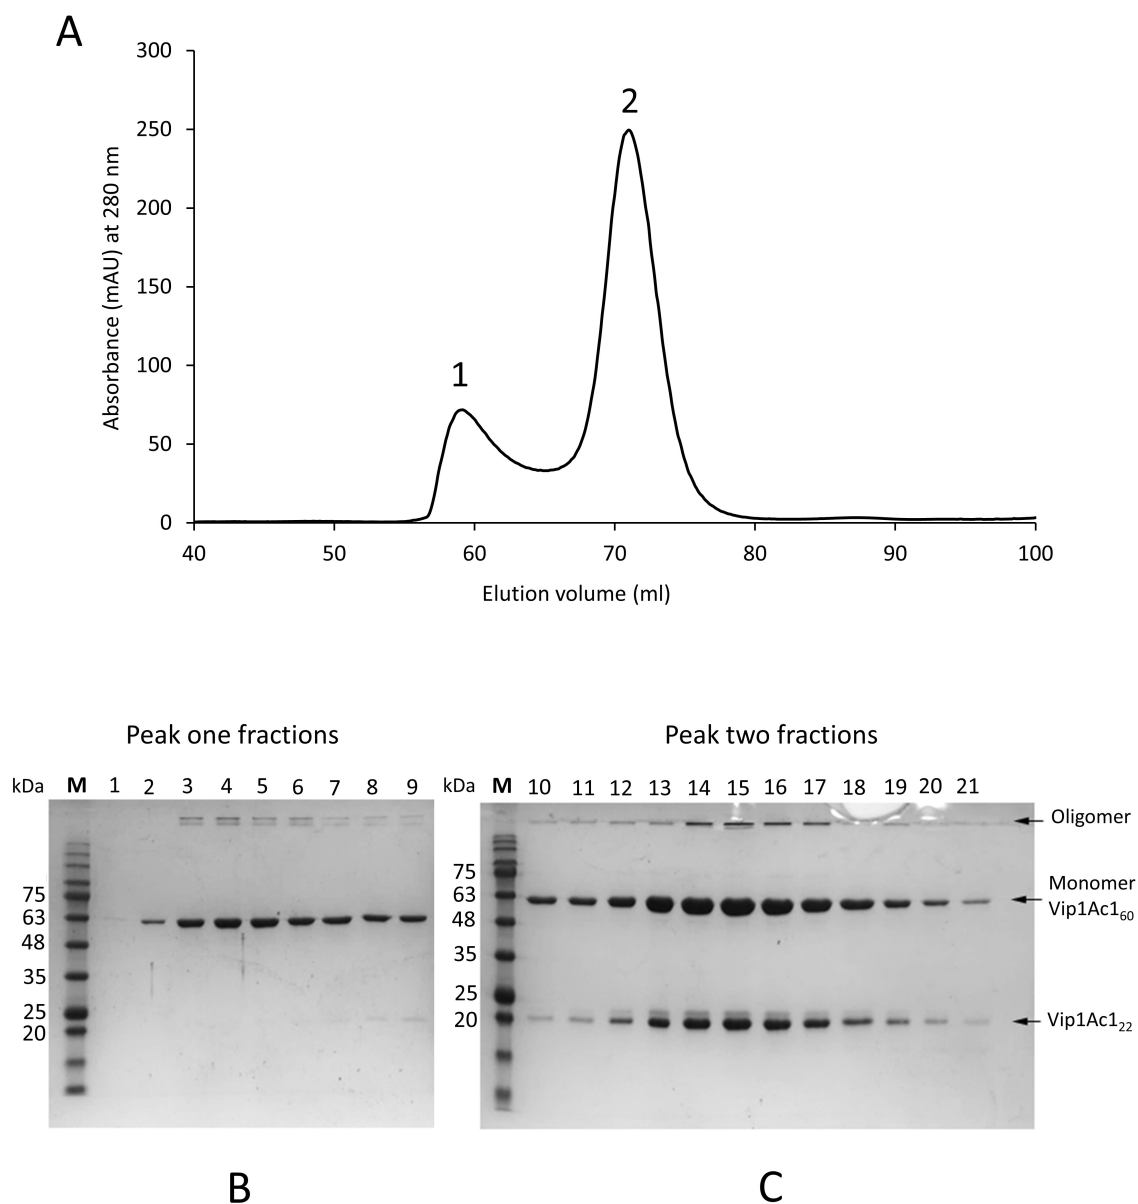 A
300
250
200
150
100
50
0
Absorbance (mAU) at 280 nm
1
2
40 50 60 70 80 90 100
Elution volume (ml)
Peak one fractions
kDa M 1 2 3 4 5 6 7 8 9
75
63
48
35
25
20
B
Peak two fractions
kDa M 10 11 12 13 14 15 16 17 18 19 20 21
75
63
48
35
25
20
Oligomer
Monomer
Vip1Ac1₆₀
Vip1Ac1₂₂
C